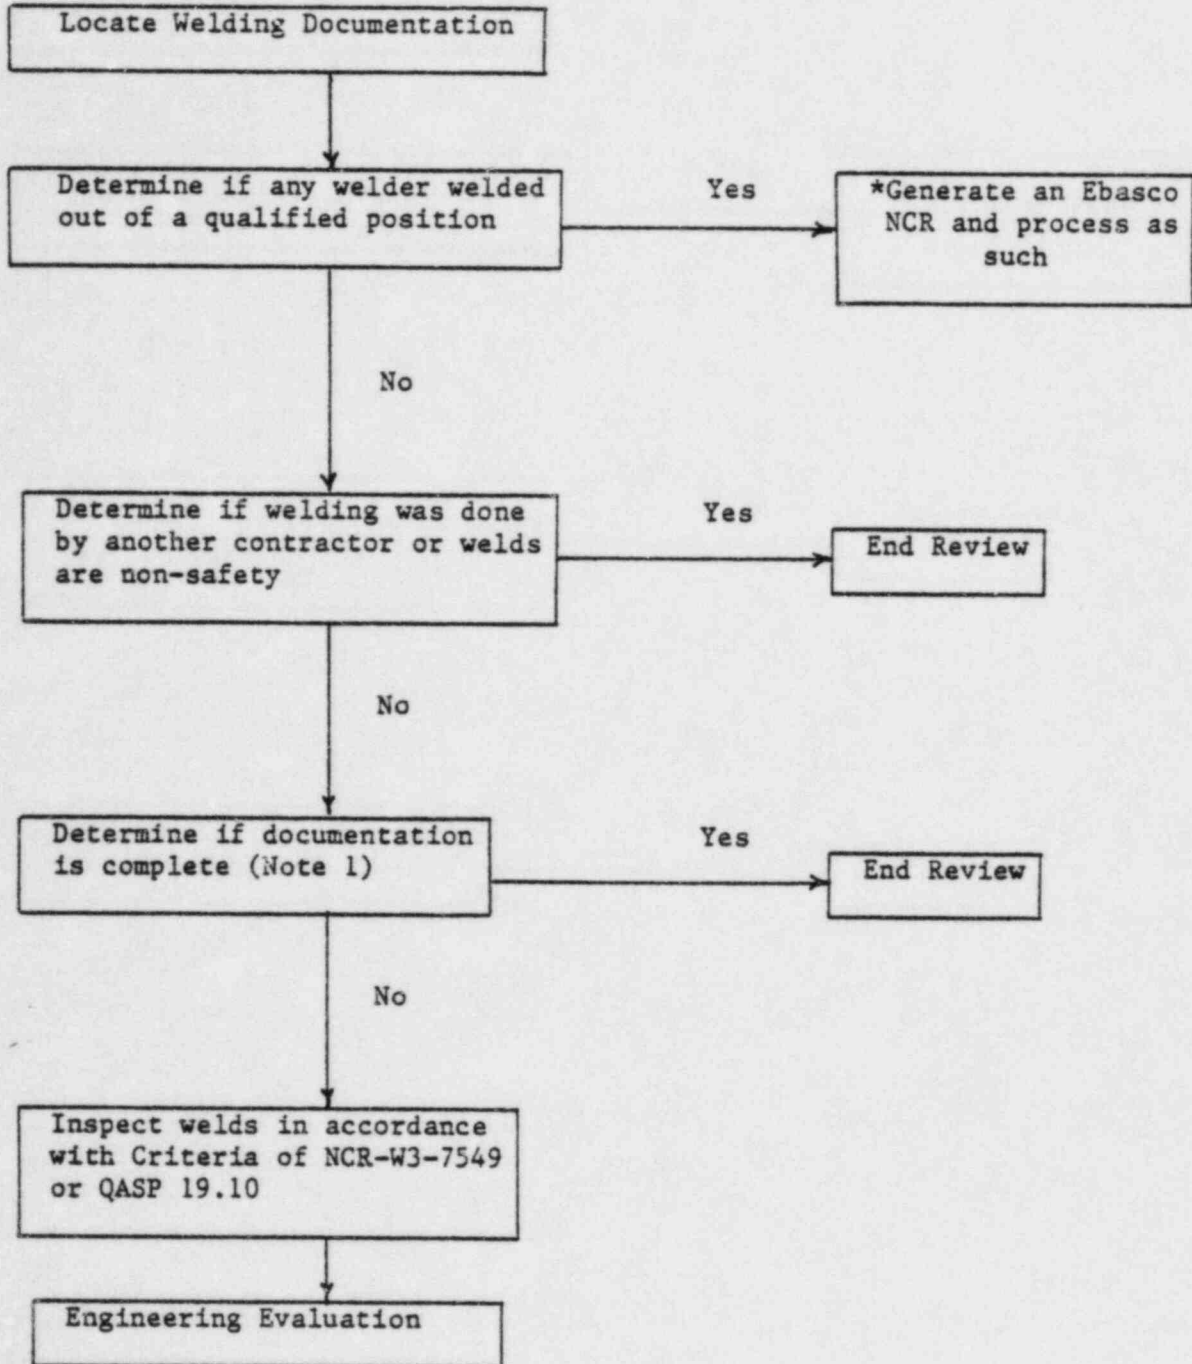 Locate Welding Documentation
Determine if any welder welded
out of a qualified position
Yes
*Generate an Ebasco
NCR and process as
such
No
Determine if welding was done
by another contractor or welds
are non-safety
Yes
End Review
No
Determine if documentation
is complete (Note 1)
Yes
End Review
No
Inspect welds in accordance
with Criteria of NCR-W3-7549
or QASP 19.10
Engineering Evaluation